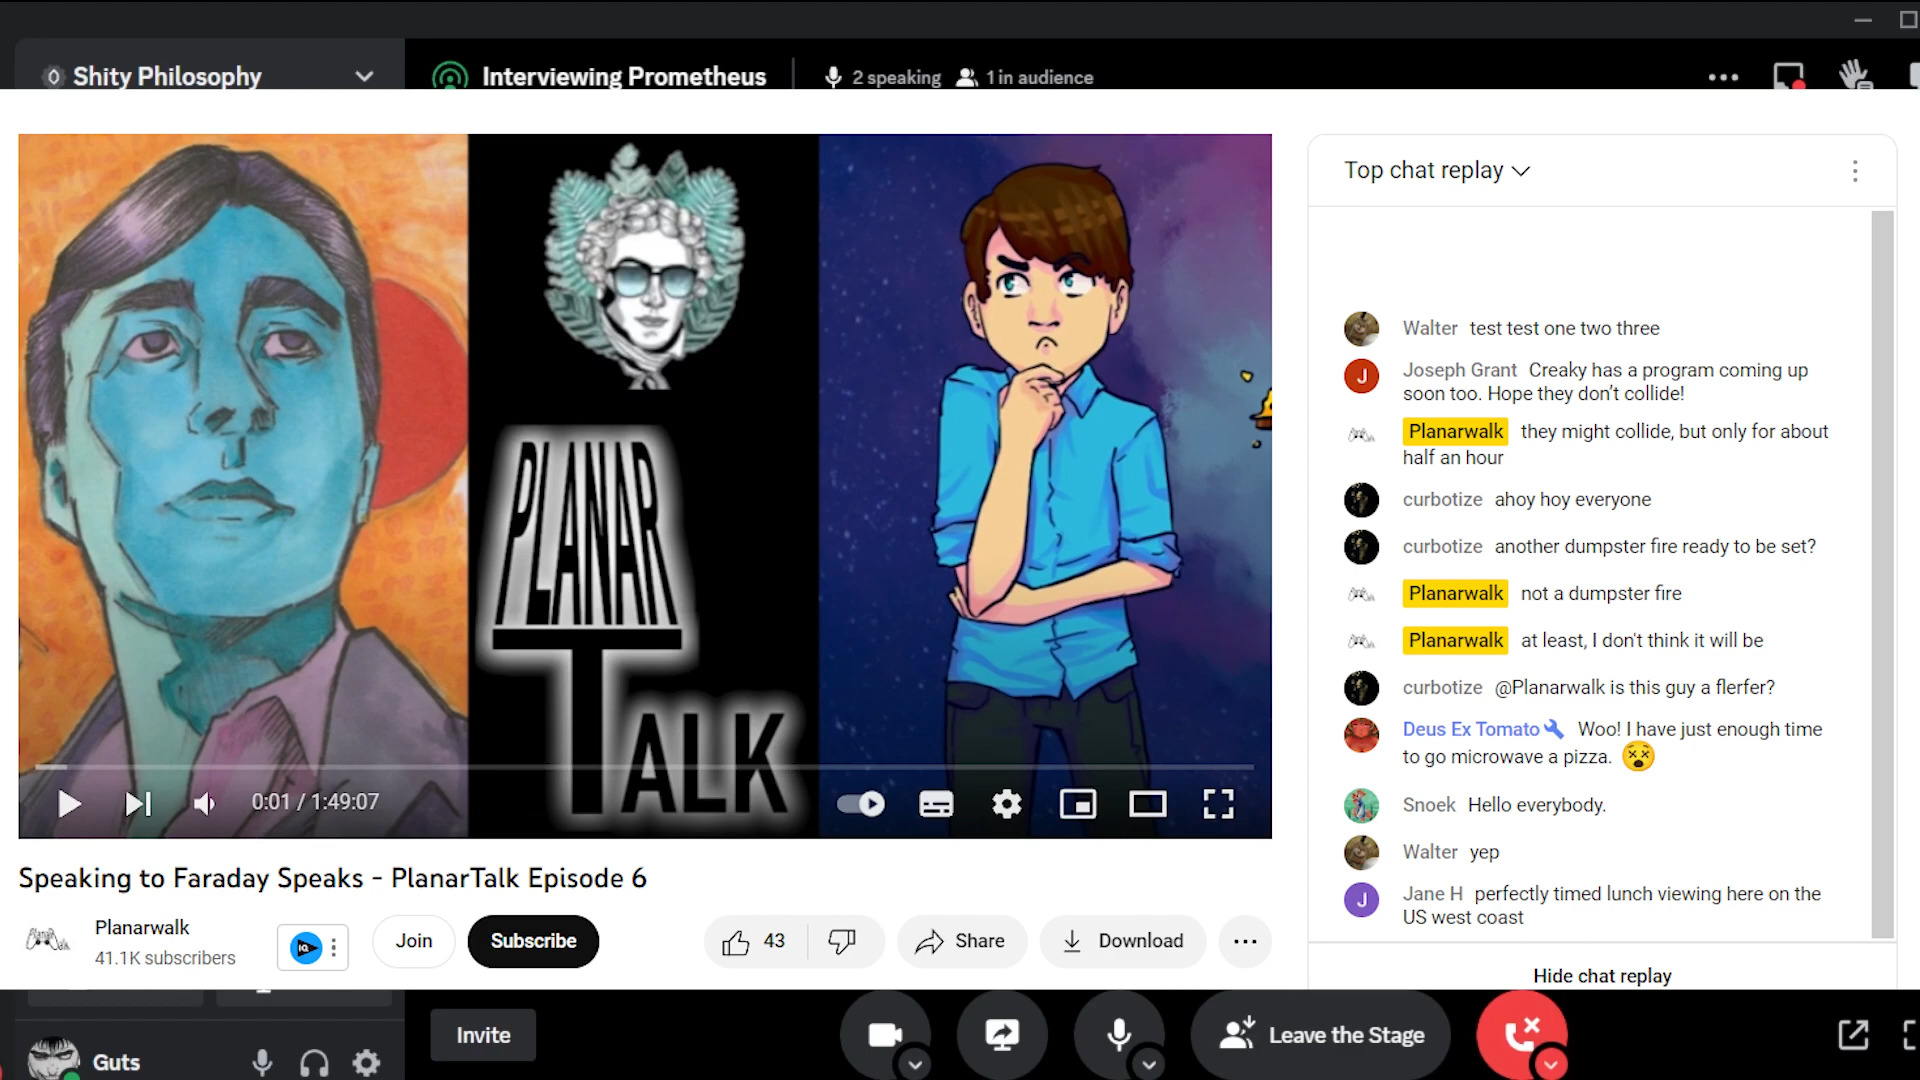 Shity Philosophy
Interviewing Prometheus
2 speaking
1 in audience
PLANAR
TALK
0:01 / 1:49:07
Speaking to Faraday Speaks - PlanarTalk Episode 6
Planarwalk
41.1K subscribers
Join
Subscribe
43
Share
Download
Top chat replay
Walter test test one two three
J
Joseph Grant Creaky has a program coming up
soon too. Hope they don't collide!
Planarwalk they might collide, but only for about
half an hour
curbotize ahoy hoy everyone
curbotize another dumpster fire ready to be set?
Planarwalk not a dumpster fire
Planarwalk at least, I don't think it will be
curbotize @Planarwalk is this guy a flerfer?
Deus Ex Tomato Woo! I have just enough time
to go microwave a pizza.
Snoek Hello everybody.
Walter yep
J
Jane H perfectly timed lunch viewing here on the
US west coast
Hide chat replay
Guts
Invite
Leave the Stage